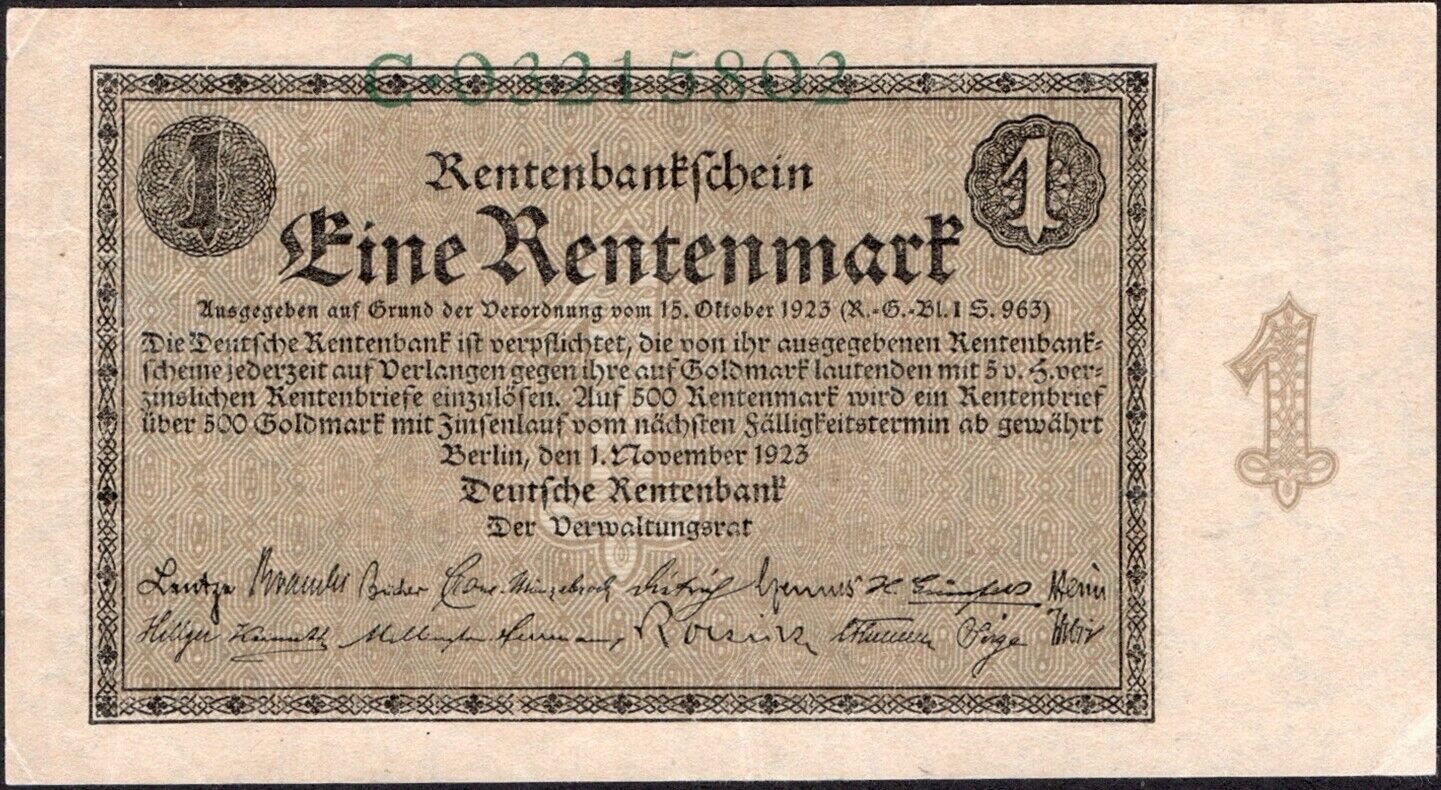 G·03215802
1 1
Rentenbankschein
Eine Rentenmark
Ausgegeben auf Grund der Verordnung vom 15. Oktober 1923 (R.-G.-Bl. I S. 963)
Die Deutsche Rentenbank ist verpflichtet, die von ihr ausgegebenen Rentenbank-
scheine jederzeit auf Verlangen gegen ihre auf Goldmark lautenden mit 5 v. H. ver-
zinslichen Rentenbriefe einzulösen. Auf 500 Rentenmark wird ein Rentenbrief
über 500 Goldmark mit Zinsenlauf vom nächsten Fälligkeitstermin ab gewährt
Berlin, den 1. November 1923
Deutsche Rentenbank
Der Verwaltungsrat
Lentze Dietrich
Hillger
1